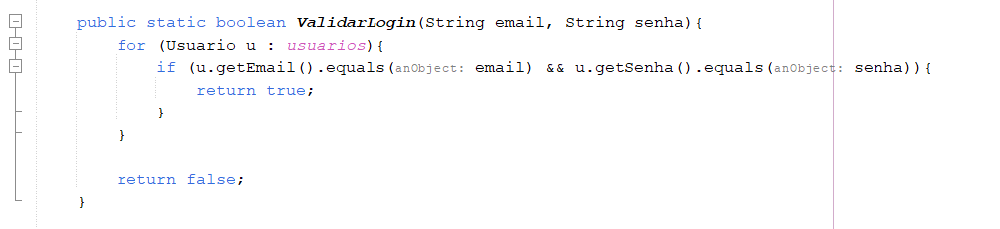 public static boolean ValidarLogin(String email, String senha){
for (Usuario u : usuarios){
if (u.getEmail().equals(anObject: email) && u.getSenha().equals(anObject: senha)){
return true;
}
}
return false;
}